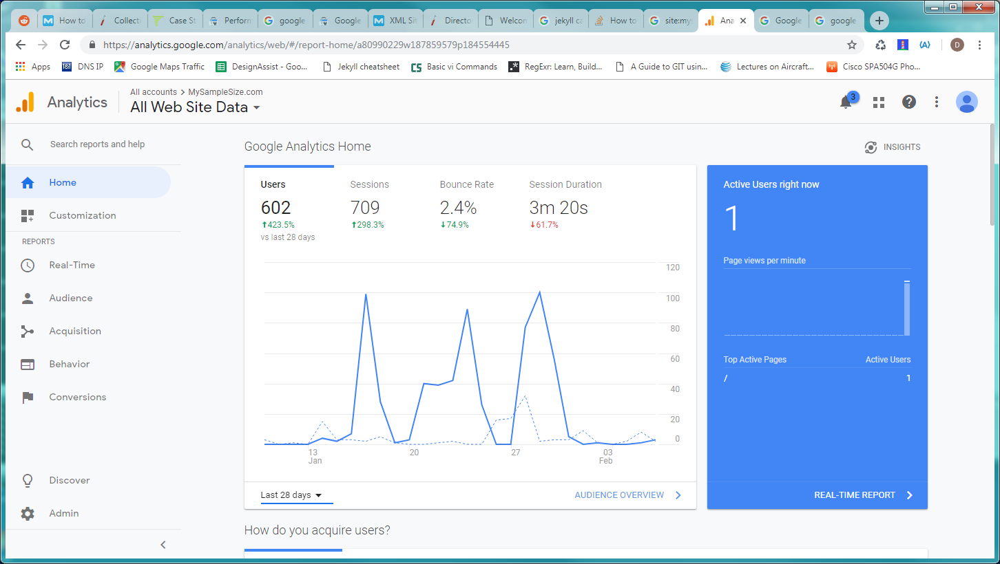 How to
Collecti
Case St
Perform
google
Google
XML Sit
Directo
Welcom
jekyll ca
How to
site:mys
Ana
Google
google
https://analytics.google.com/analytics/web/#/report-home/a80990229w187859579p184554445
D
Apps
DNS IP
Google Maps Traffic
DesignAssist - Goo...
Jekyll cheatsheet
Basic vi Commands
RegExr: Learn, Build...
A Guide to GIT usin...
Lectures on Aircraft...
Cisco SPA504G Pho...
Analytics
All accounts > MySampleSize.com
All Web Site Data
3
Search reports and help
Home
Customization
REPORTS
Real-Time
Audience
Acquisition
Behavior
Conversions
Discover
Admin
Google Analytics Home
INSIGHTS
Users
602
423.5%
vs last 28 days
Sessions
709
298.3%
Bounce Rate
2.4%
74.9%
Session Duration
3m 20s
61.7%
120
100
80
60
40
20
0
13
Jan
20
27
03
Feb
Last 28 days
AUDIENCE OVERVIEW
Active Users right now
1
Page views per minute
Top Active Pages Active Users
/ 1
REAL-TIME REPORT
How do you acquire users?